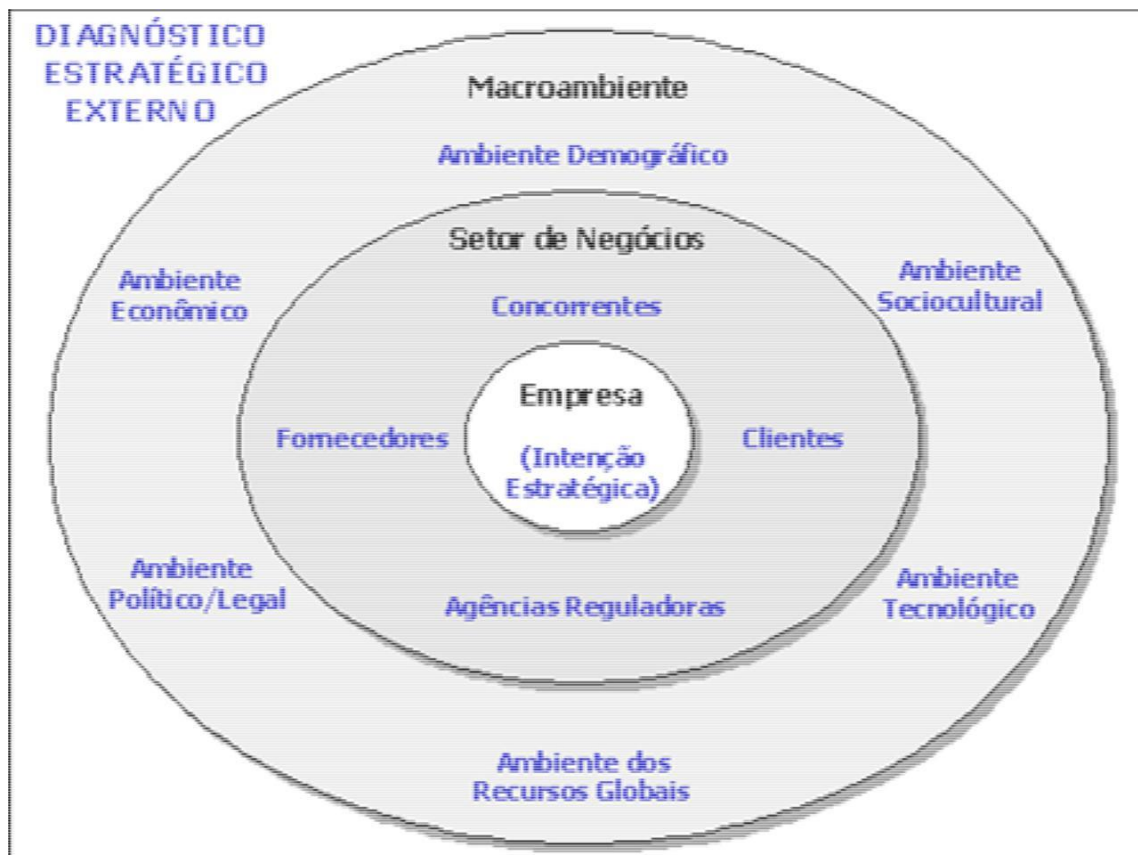 DIAGNÓSTICO
ESTRATÉGICO
EXTERNO
Macroambiente
Ambiente Demográfico
Setor de Negócios
Ambiente
Econômico
Concorrentes
Ambiente
Sociocultural
Empresa
(Intenção
Estratégica)
Fornecedores
Clientes
Ambiente
Político/Legal
Agências Reguladoras
Ambiente
Tecnológico
Ambiente dos
Recursos Globais